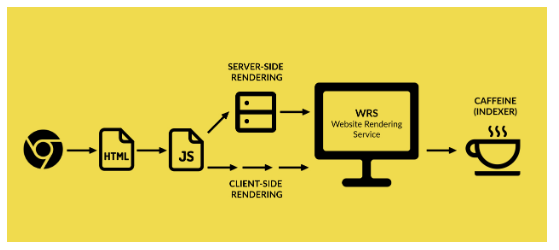 SERVER-SIDE
RENDERING
HTML
JS
CLIENT-SIDE
RENDERING
WRS
Website Rendering
Service
CAFFEINE
(INDEXER)